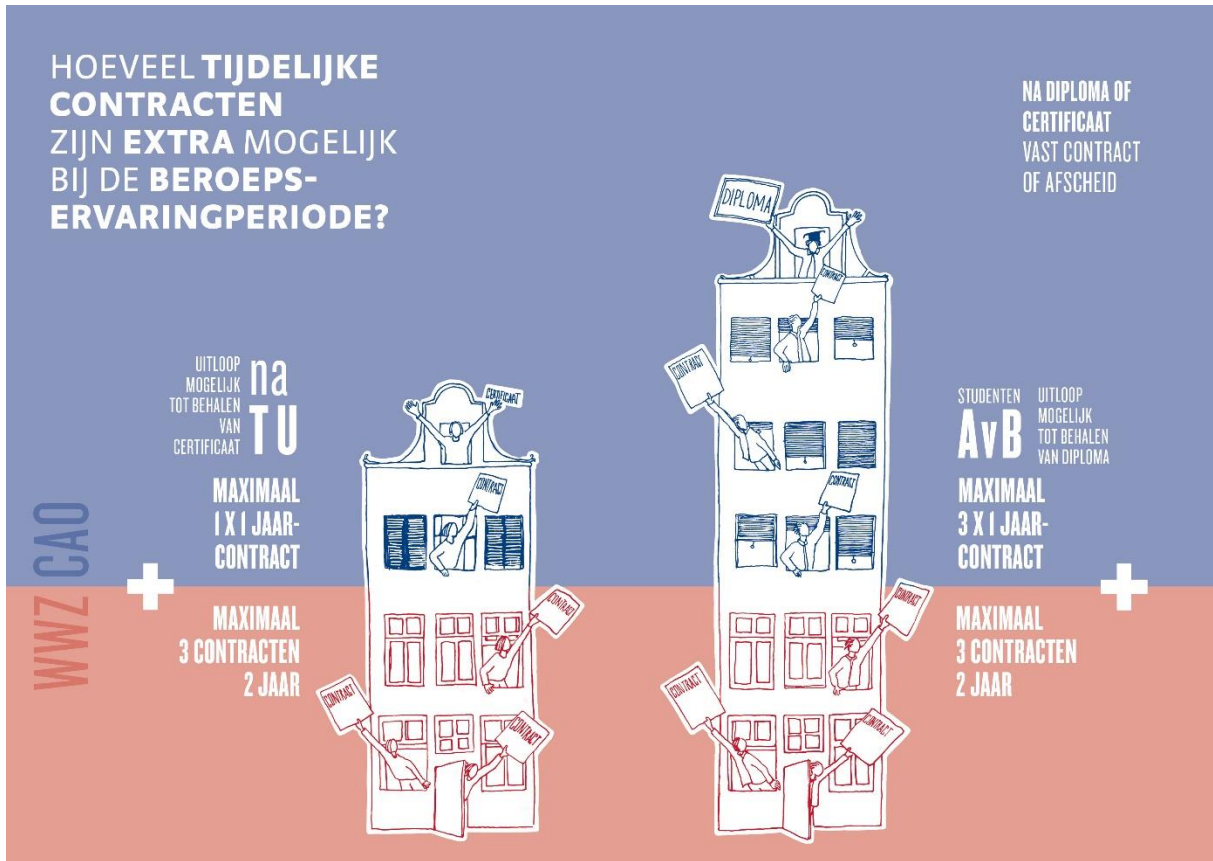 HOEVEEL TIJDELIJKE
CONTRACTEN
ZIJN EXTRA MOGELIJK
BIJ DE BEROEPS-
ERVARINGPERIODE?
NA DIPLOMA OF
CERTIFICAAT
VAST CONTRACT
OF AFSCHEID
DIPLOMA
CONTRACT
CONTRACT
CONTRACT
UITLOOP
MOGELIJK
TOT BEHALEN
VAN
CERTIFICAAT
na
TU
CERTIFICAAT
CONTRACT
STUDENTEN
AvB
UITLOOP
MOGELIJK
TOT BEHALEN
VAN DIPLOMA
MAXIMAAL
1 X 1 JAAR-
CONTRACT
MAXIMAAL
3 X 1 JAAR-
CONTRACT
WWZ CAO
+
+
MAXIMAAL
3 CONTRACTEN
2 JAAR
CONTRACT
CONTRACT
CONTRACT
CONTRACT
CONTRACT
CONTRACT
MAXIMAAL
3 CONTRACTEN
2 JAAR